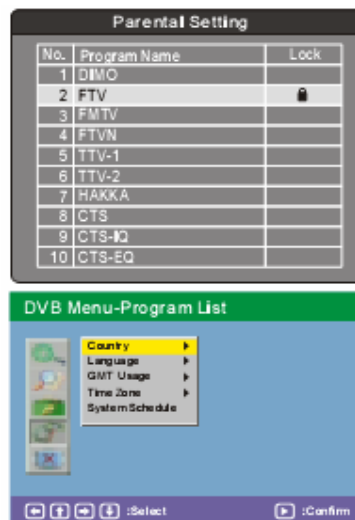 Parental Setting
No. Program Name Lock
1 DIMO
2 FTV
3 FMTV
4 FTVN
5 TTV-1
6 TTV-2
7 HAKKA
8 CTS
9 CTS-IQ
10 CTS-EQ
DVB Menu-Program List
Country
Language
GMT Usage
Time Zone
System Schedule
:Select :Confirm